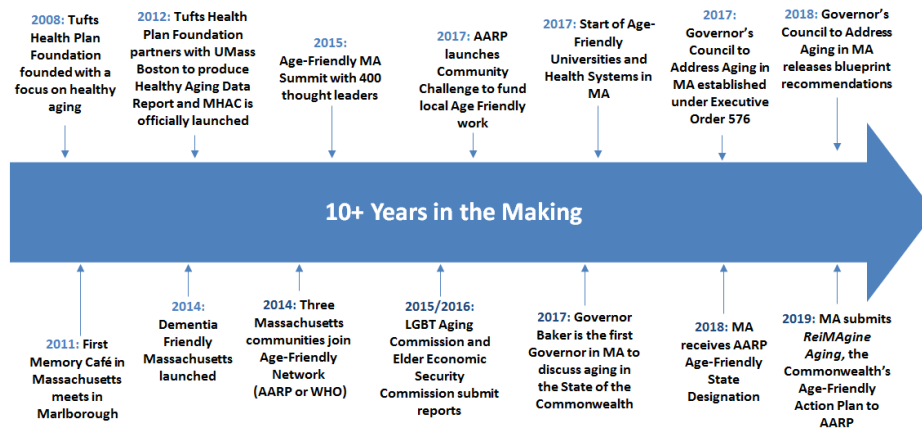 2008: Tufts
Health Plan
Foundation
founded with a
focus on healthy
aging
2012: Tufts Health
Plan Foundation
partners with UMass
Boston to produce
Healthy Aging Data
Report and MHAC is
officially launched
2015:
Age-Friendly MA
Summit with 400
thought leaders
2017: AARP
launches
Community
Challenge to fund
local Age Friendly
work
2017: Start of Age-
Friendly
Universities and
Health Systems in
MA
2017:
Governor's
Council to
Address Aging in
MA established
under Executive
Order 576
2018: Governor's
Council to Address
Aging in MA
releases blueprint
recommendations
10+ Years in the Making
2011: First
Memory Café in
Massachusetts
meets in
Marlborough
2014:
Dementia
Friendly
Massachusetts
launched
2014: Three
Massachusetts
communities join
Age-Friendly
Network
(AARP or WHO)
2015/2016:
LGBT Aging
Commission and
Elder Economic
Security
Commission submit
reports
2017: Governor
Baker is the first
Governor in MA to
discuss aging in
the State of the
Commonwealth
2018: MA
receives AARP
Age-Friendly
State
Designation
2019: MA submits
ReiMAgine
Aging, the
Commonwealth's
Age-Friendly
Action Plan to
AARP